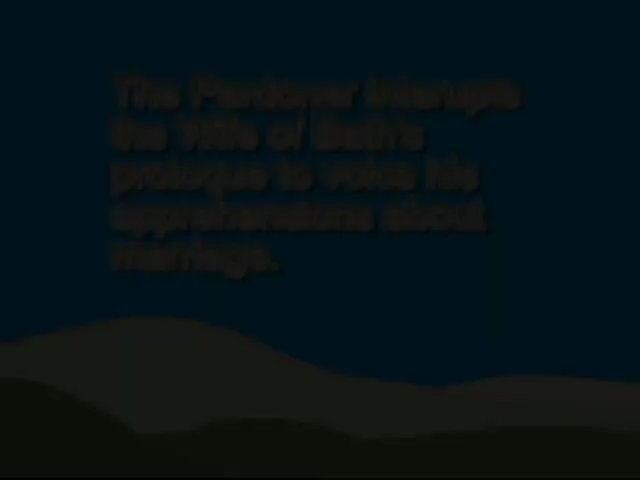 The Pardoner interrupts
the Wife of Bath's
prologue to voice his
apprehensions about
marriage.